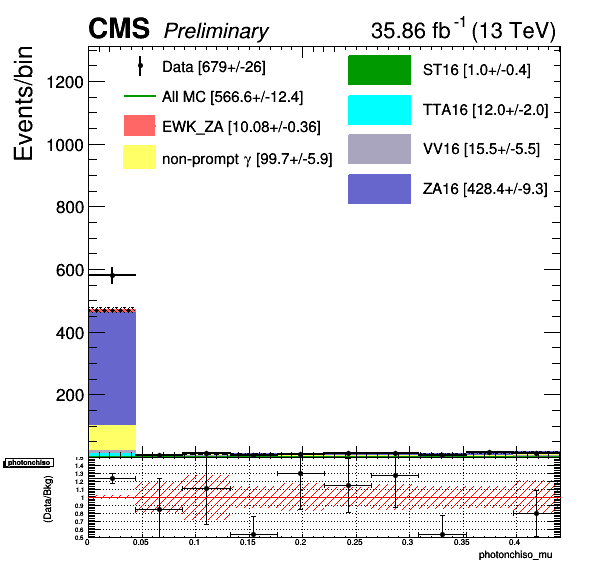 CMS Preliminary 35.86 fb⁻¹ (13 TeV)
Events/bin
Data [679+/-26]
All MC [566.6+/-12.4]
EWK_ZA [10.08+/-0.36]
non-prompt γ [99.7+/-5.9]
ST16 [1.0+/-0.4]
TTA16 [12.0+/-2.0]
VV16 [15.5+/-5.5]
ZA16 [428.4+/-9.3]
1200
1000
800
600
400
200
photonchiso
(Data/Bkg)
1.5
1.4
1.3
1.2
1.1
1
0.9
0.8
0.7
0.6
0.5
0 0.05 0.1 0.15 0.2 0.25 0.3 0.35 0.4
photonchiso_mu